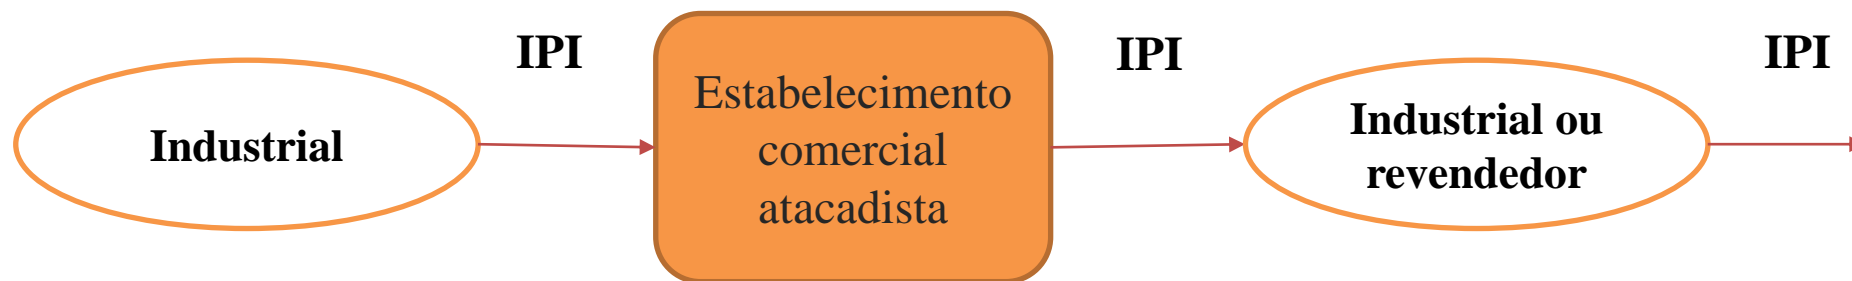 IPI
IPI
IPI
Industrial
Estabelecimento
comercial
atacadista
Industrial ou
revendedor